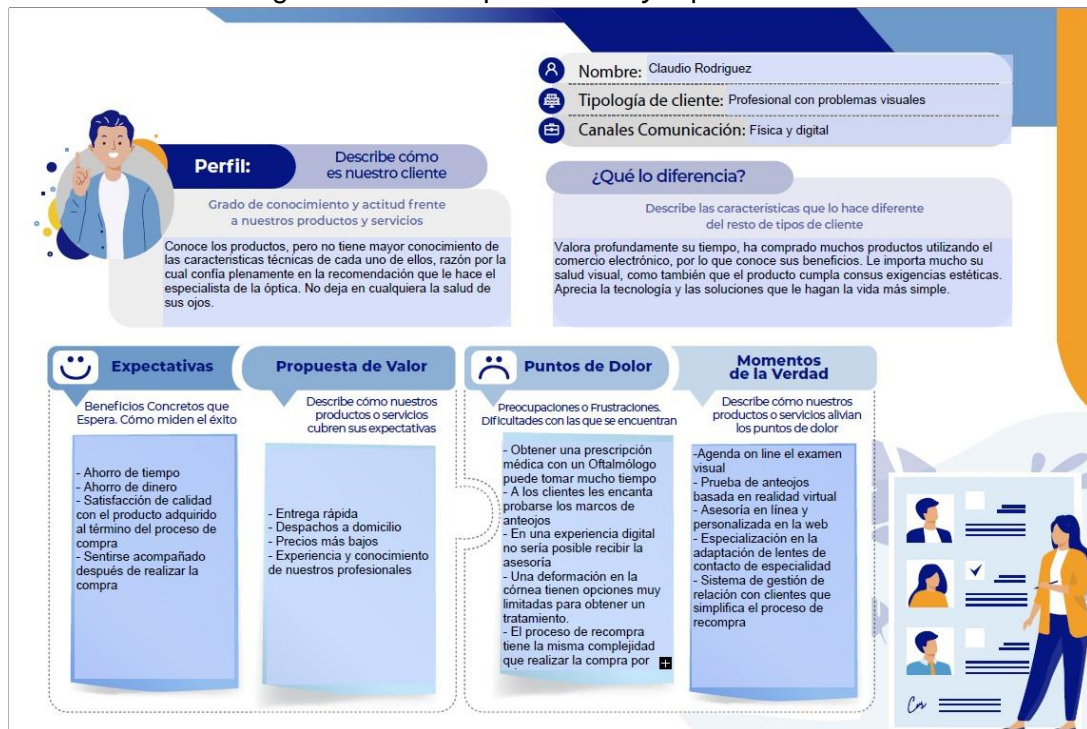 Nombre: Claudio Rodriguez
Tipología de cliente: Profesional con problemas visuales
Canales Comunicación: Física y digital
Perfil:
Describe cómo
es nuestro cliente
Grado de conocimiento y actitud frente
a nuestros productos y servicios
Conoce los productos, pero no tiene mayor conocimiento de
las características técnicas de cada uno de ellos, razón por la
cual confía plenamente en la recomendación que le hace el
especialista de la óptica. No deja en cualquiera la salud de
sus ojos.
¿Qué lo diferencia?
Describe las características que lo hace diferente
del resto de tipos de cliente
Valora profundamente su tiempo, ha comprado muchos productos utilizando el
comercio electrónico, por lo que conoce sus beneficios. Le importa mucho su
salud visual, como también que el producto cumpla consus exigencias estéticas.
Aprecia la tecnología y las soluciones que le hagan la vida más simple.
Expectativas
Beneficios Concretos que
Espera. Cómo miden el éxito
- Ahorro de tiempo
- Ahorro de dinero
- Satisfacción de calidad
con el producto adquirido
al término del proceso de
compra
- Sentirse acompañado
después de realizar la
compra
Propuesta de Valor
Describe cómo nuestros
productos o servicios
cubren sus expectativas
- Entrega rápida
- Despachos a domicilio
- Precios más bajos
- Experiencia y conocimiento
de nuestros profesionales
Puntos de Dolor
Preocupaciones o Frustraciones.
Dificultades con las que se encuentran
- Obtener una prescripción
médica con un Oftalmólogo
puede tomar mucho tiempo
- A los clientes les encanta
probarse los marcos de
anteojos
- En una experiencia digital
no sería posible recibir la
asesoría
- Una deformación en la
córnea tienen opciones muy
limitadas para obtener un
tratamiento.
- El proceso de recompra
tiene la misma complejidad
que realizar la compra por
Momentos
de la Verdad
Describe cómo nuestros
productos o servicios alivian
los puntos de dolor
-Agenda on line el examen
visual
- Prueba de anteojos
basada en realidad virtual
- Asesoría en línea y
personalizada en la web
- Especialización en la
adaptación de lentes de
contacto de especialidad
- Sistema de gestión de
relación con clientes que
simplifica el proceso de
recompra